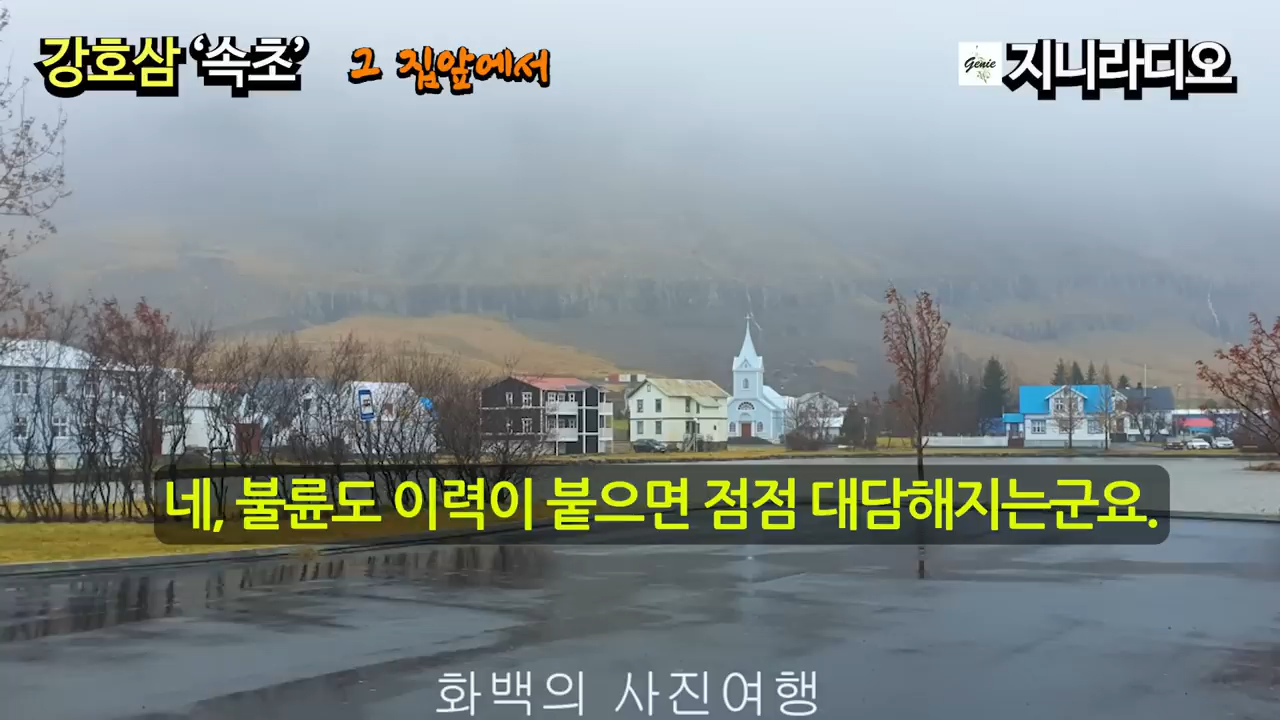 강호삼 ‘속초’ 그 집앞에서
Genie 지니라디오
네, 불륜도 이력이 붙으면 점점 대담해지는군요.
화백의 사진여행